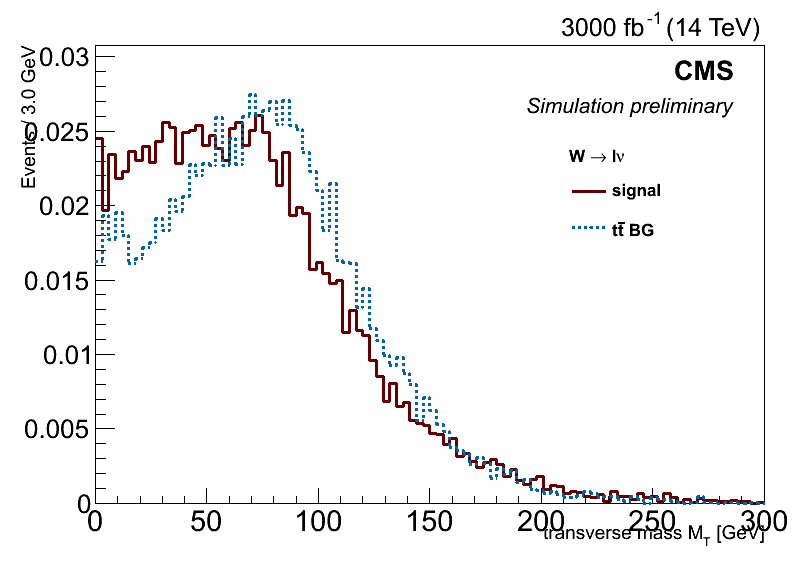 3000 fb⁻¹ (14 TeV)
CMS
Simulation preliminary
W → lν
signal
tt̄ BG
Events / 3.0 GeV
0.03
0.025
0.02
0.015
0.01
0.005
0
0 50 100 150 200 250 300
transverse mass M_T [GeV]